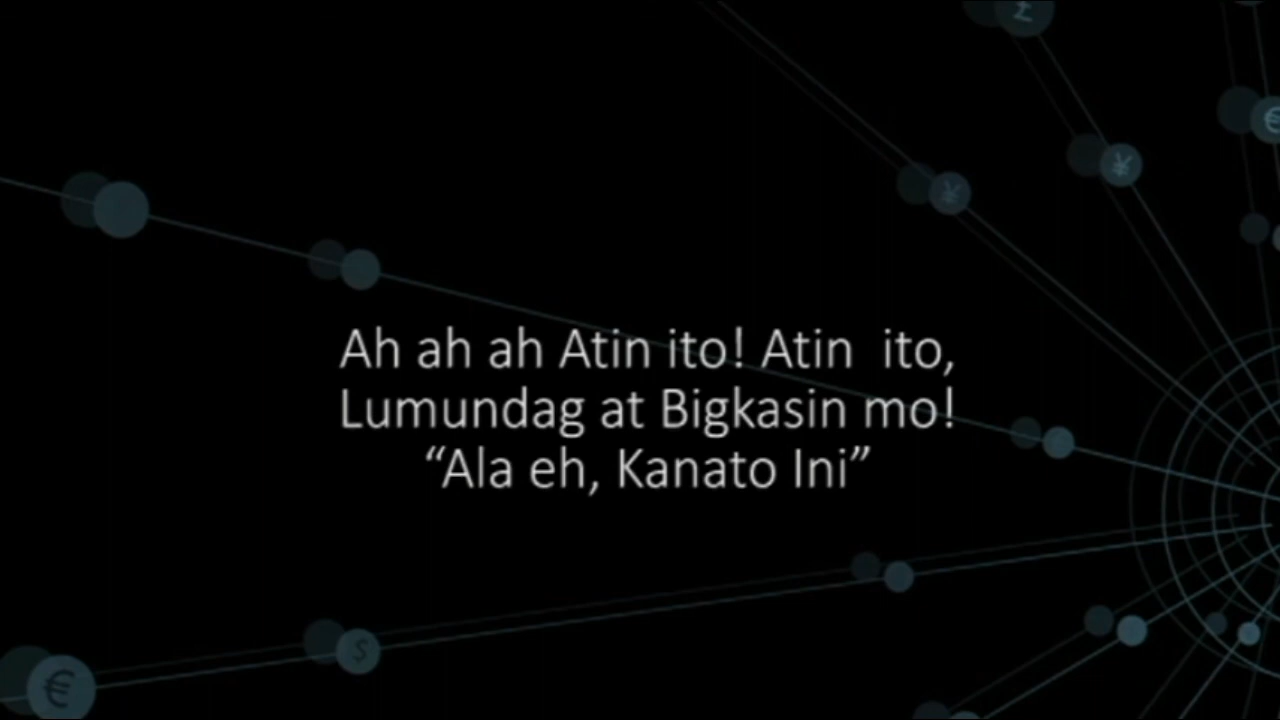 Ah ah ah Atin ito! Atin  ito,
Lumundag at Bigkasin mo!
“Ala eh, Kanato Ini”